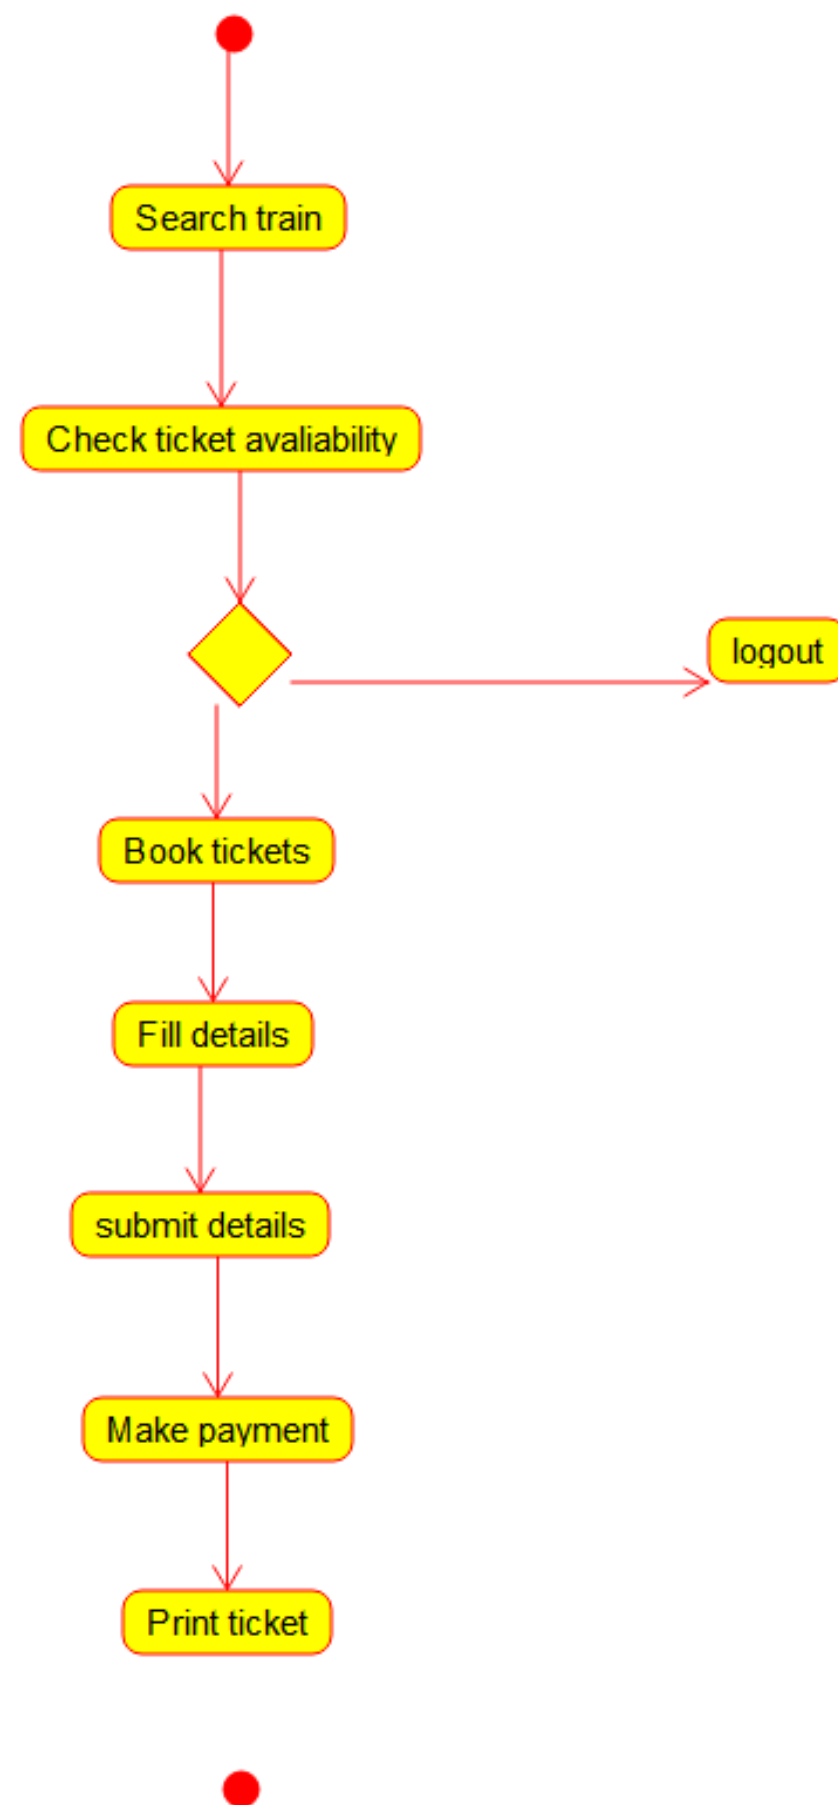 Search train
Check ticket avaliability
logout
Book tickets
Fill details
submit details
Make payment
Print ticket